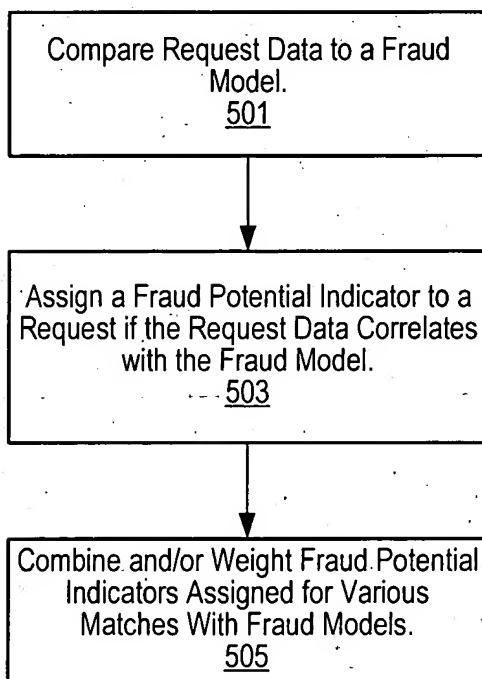 Compare Request Data to a Fraud
Model.
501
Assign a Fraud Potential Indicator to a
Request if the Request Data Correlates
with the Fraud Model.
503
Combine and/or Weight Fraud Potential
Indicators Assigned for Various
Matches With Fraud Models.
505